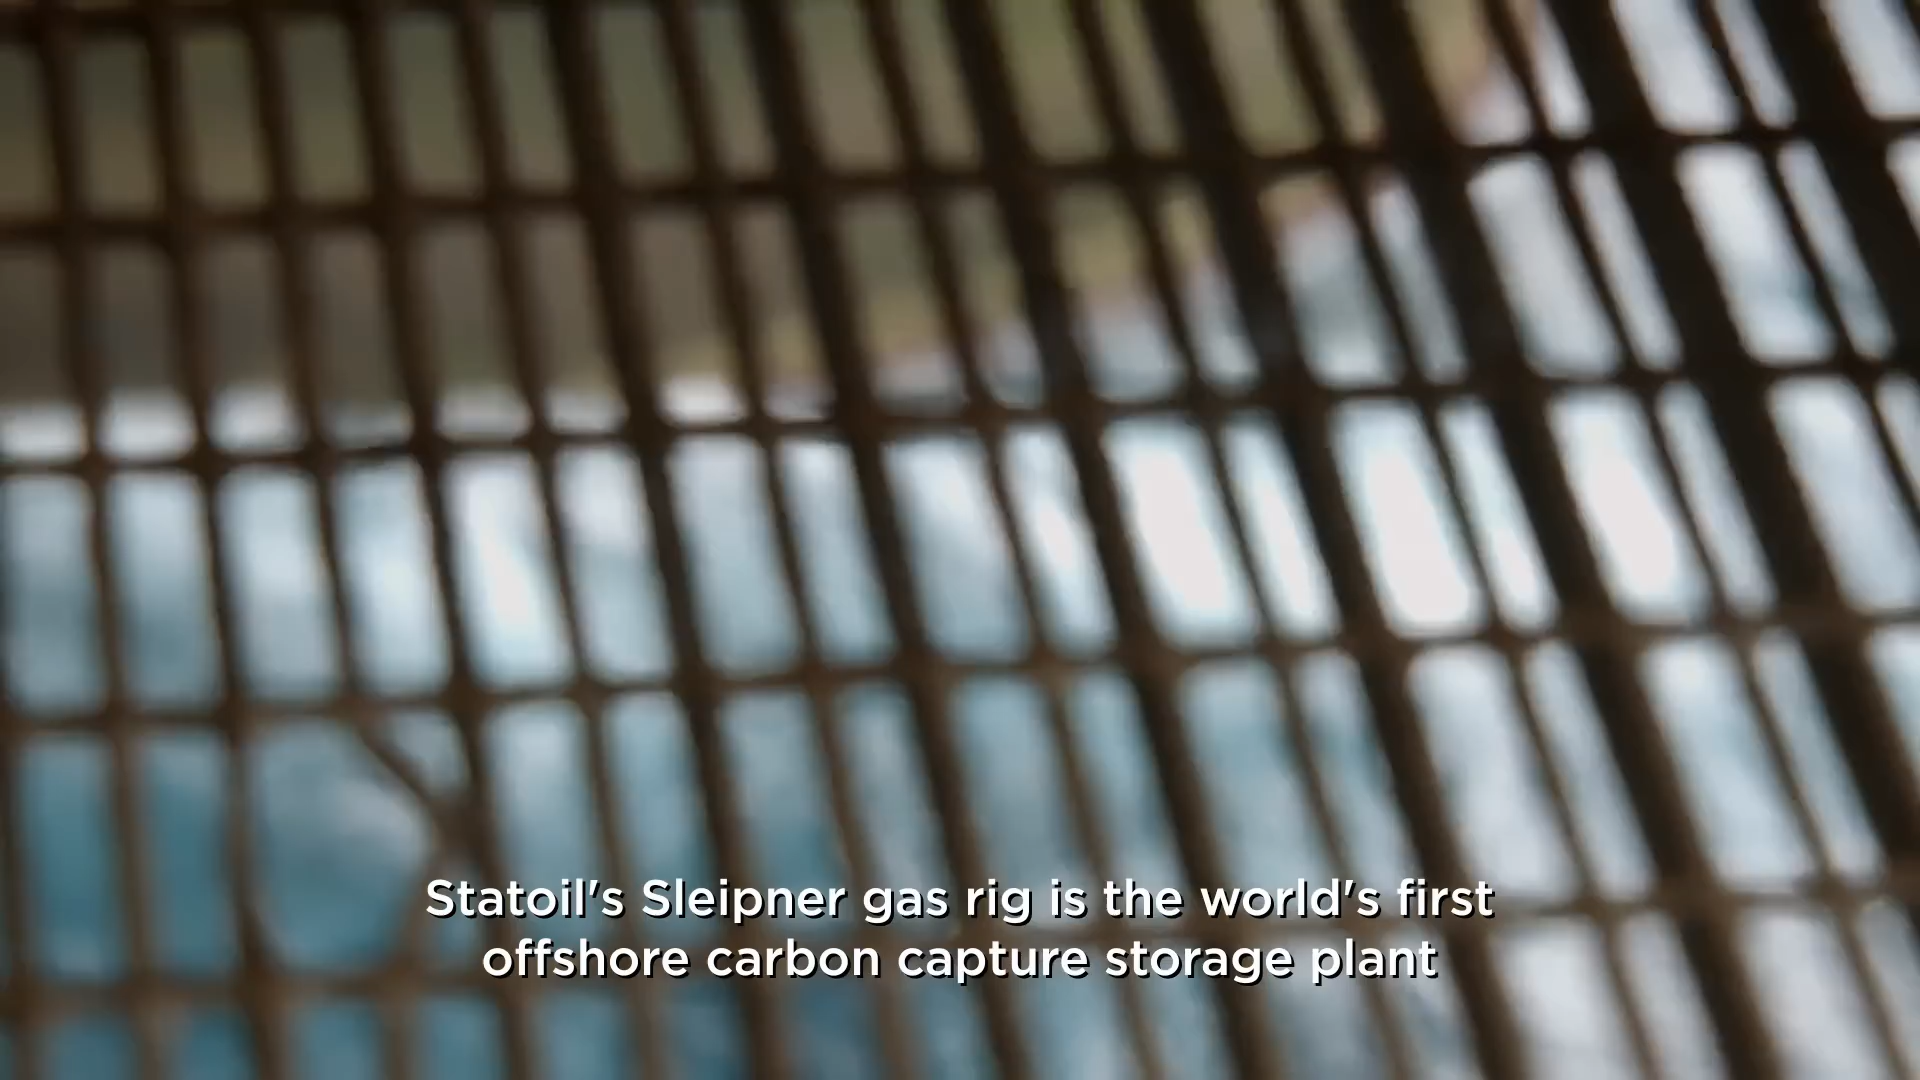 Statoil's Sleipner gas rig is the world's first
offshore carbon capture storage plant